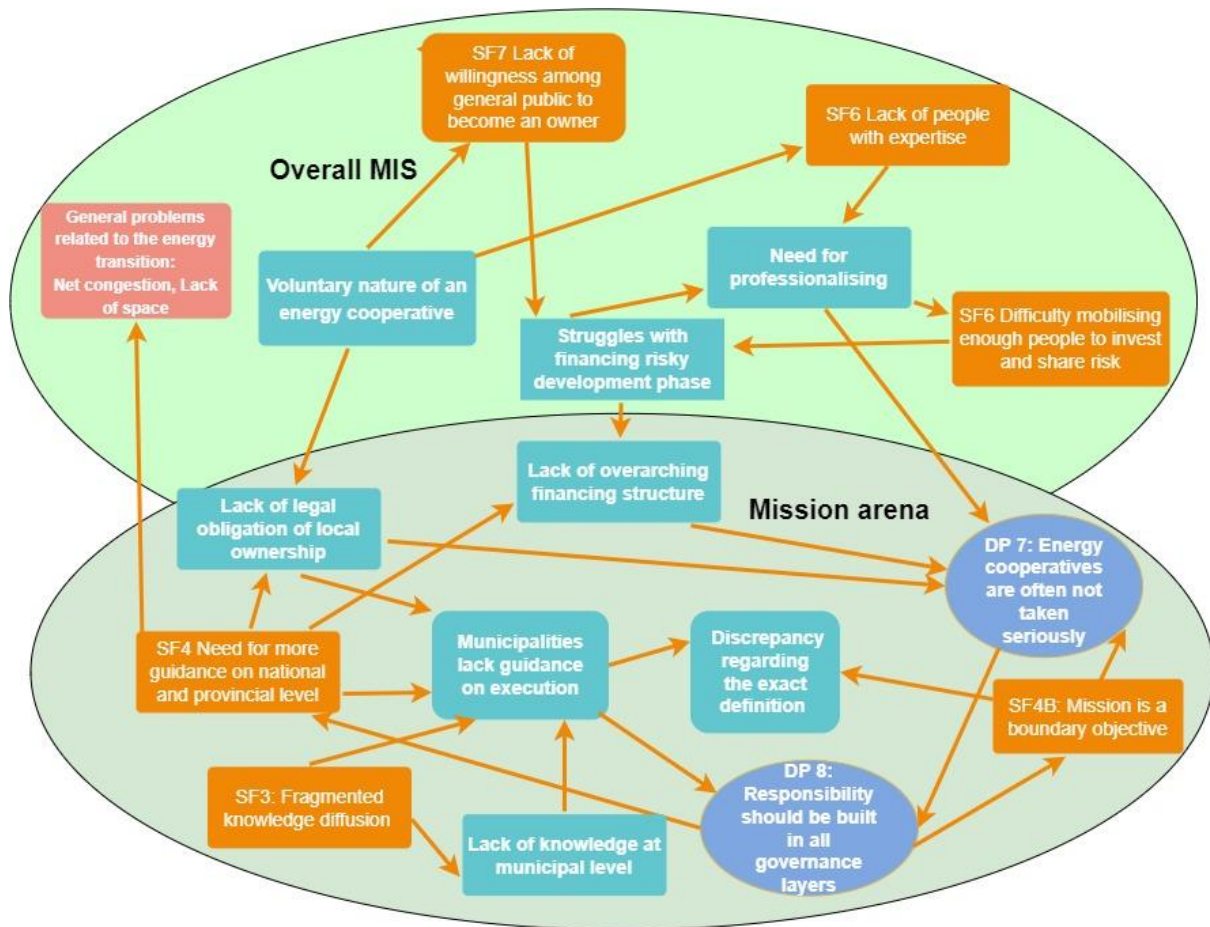 SF7 Lack of
willingness among
general public to
become an owner
SF6 Lack of people
with expertise
Overall MIS
General problems
related to the energy
transition:
Net congestion, Lack
of space
Voluntary nature of an
energy cooperative
Need for
professionalising
SF6 Difficulty mobilising
enough people to invest
and share risk
Struggles with
financing risky
development phase
Lack of overarching
financing structure
Lack of legal
obligation of local
ownership
Mission arena
DP 7: Energy
cooperatives
are often not
taken
seriously
SF4 Need for more
guidance on national
and provincial level
Municipalities
lack guidance
on execution
Discrepancy
regarding
the exact
definition
SF4B: Mission is a
boundary objective
SF3: Fragmented
knowledge diffusion
Lack of knowledge at
municipal level
DP 8:
Responsibility
should be built
in all
governance
layers